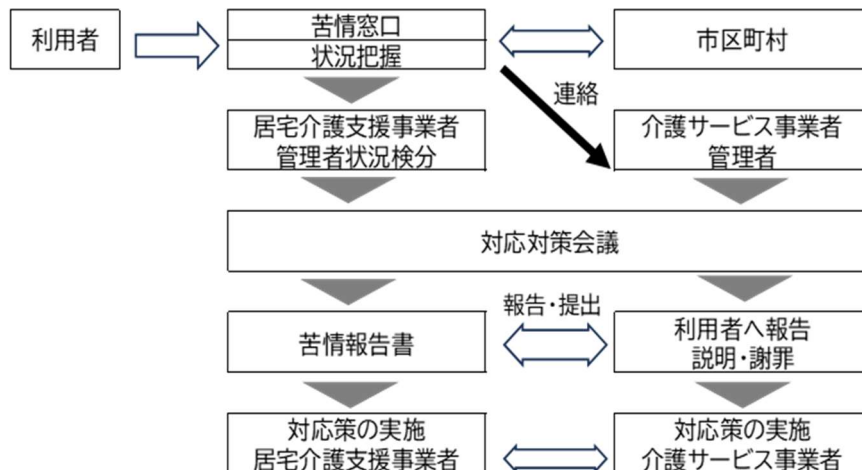 利用者
苦情窓口
状況把握
市区町村
連絡
居宅介護支援事業者
管理者状況検分
介護サービス事業者
管理者
対応対策会議
報告・提出
苦情報告書
利用者へ報告
説明・謝罪
対応策の実施
居宅介護支援事業者
対応策の実施
介護サービス事業者